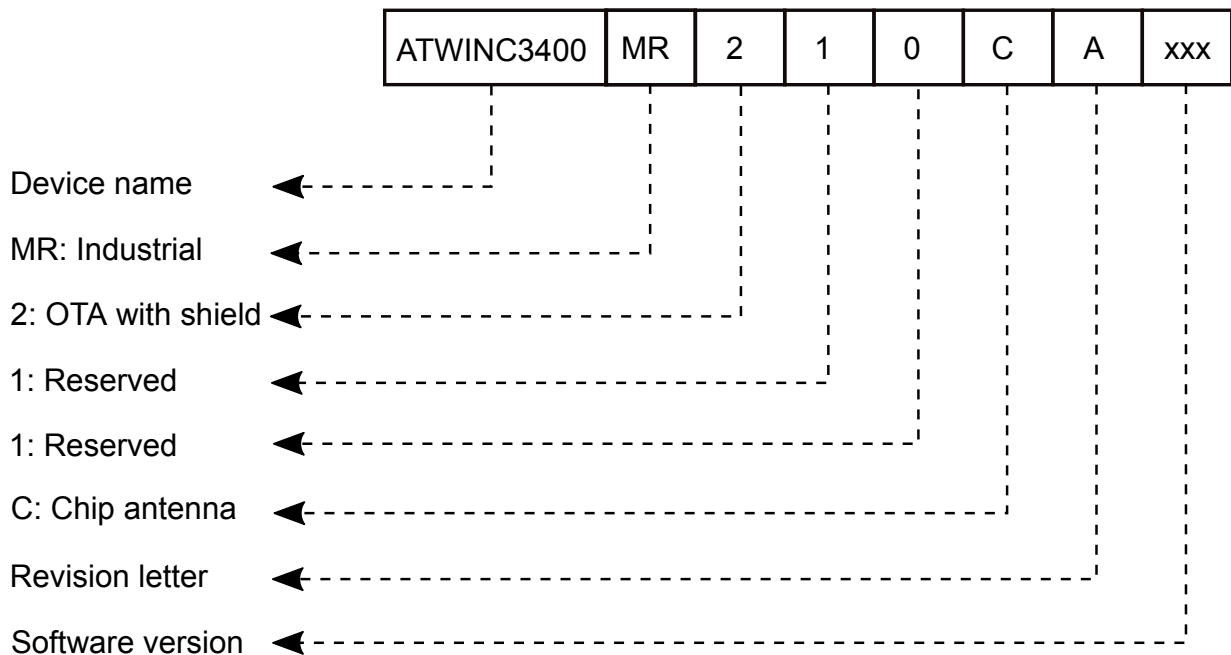 ATWINC3400 MR 2 1 0 C A xxx
Device name
MR: Industrial
2: OTA with shield
1: Reserved
1: Reserved
C: Chip antenna
Revision letter
Software version